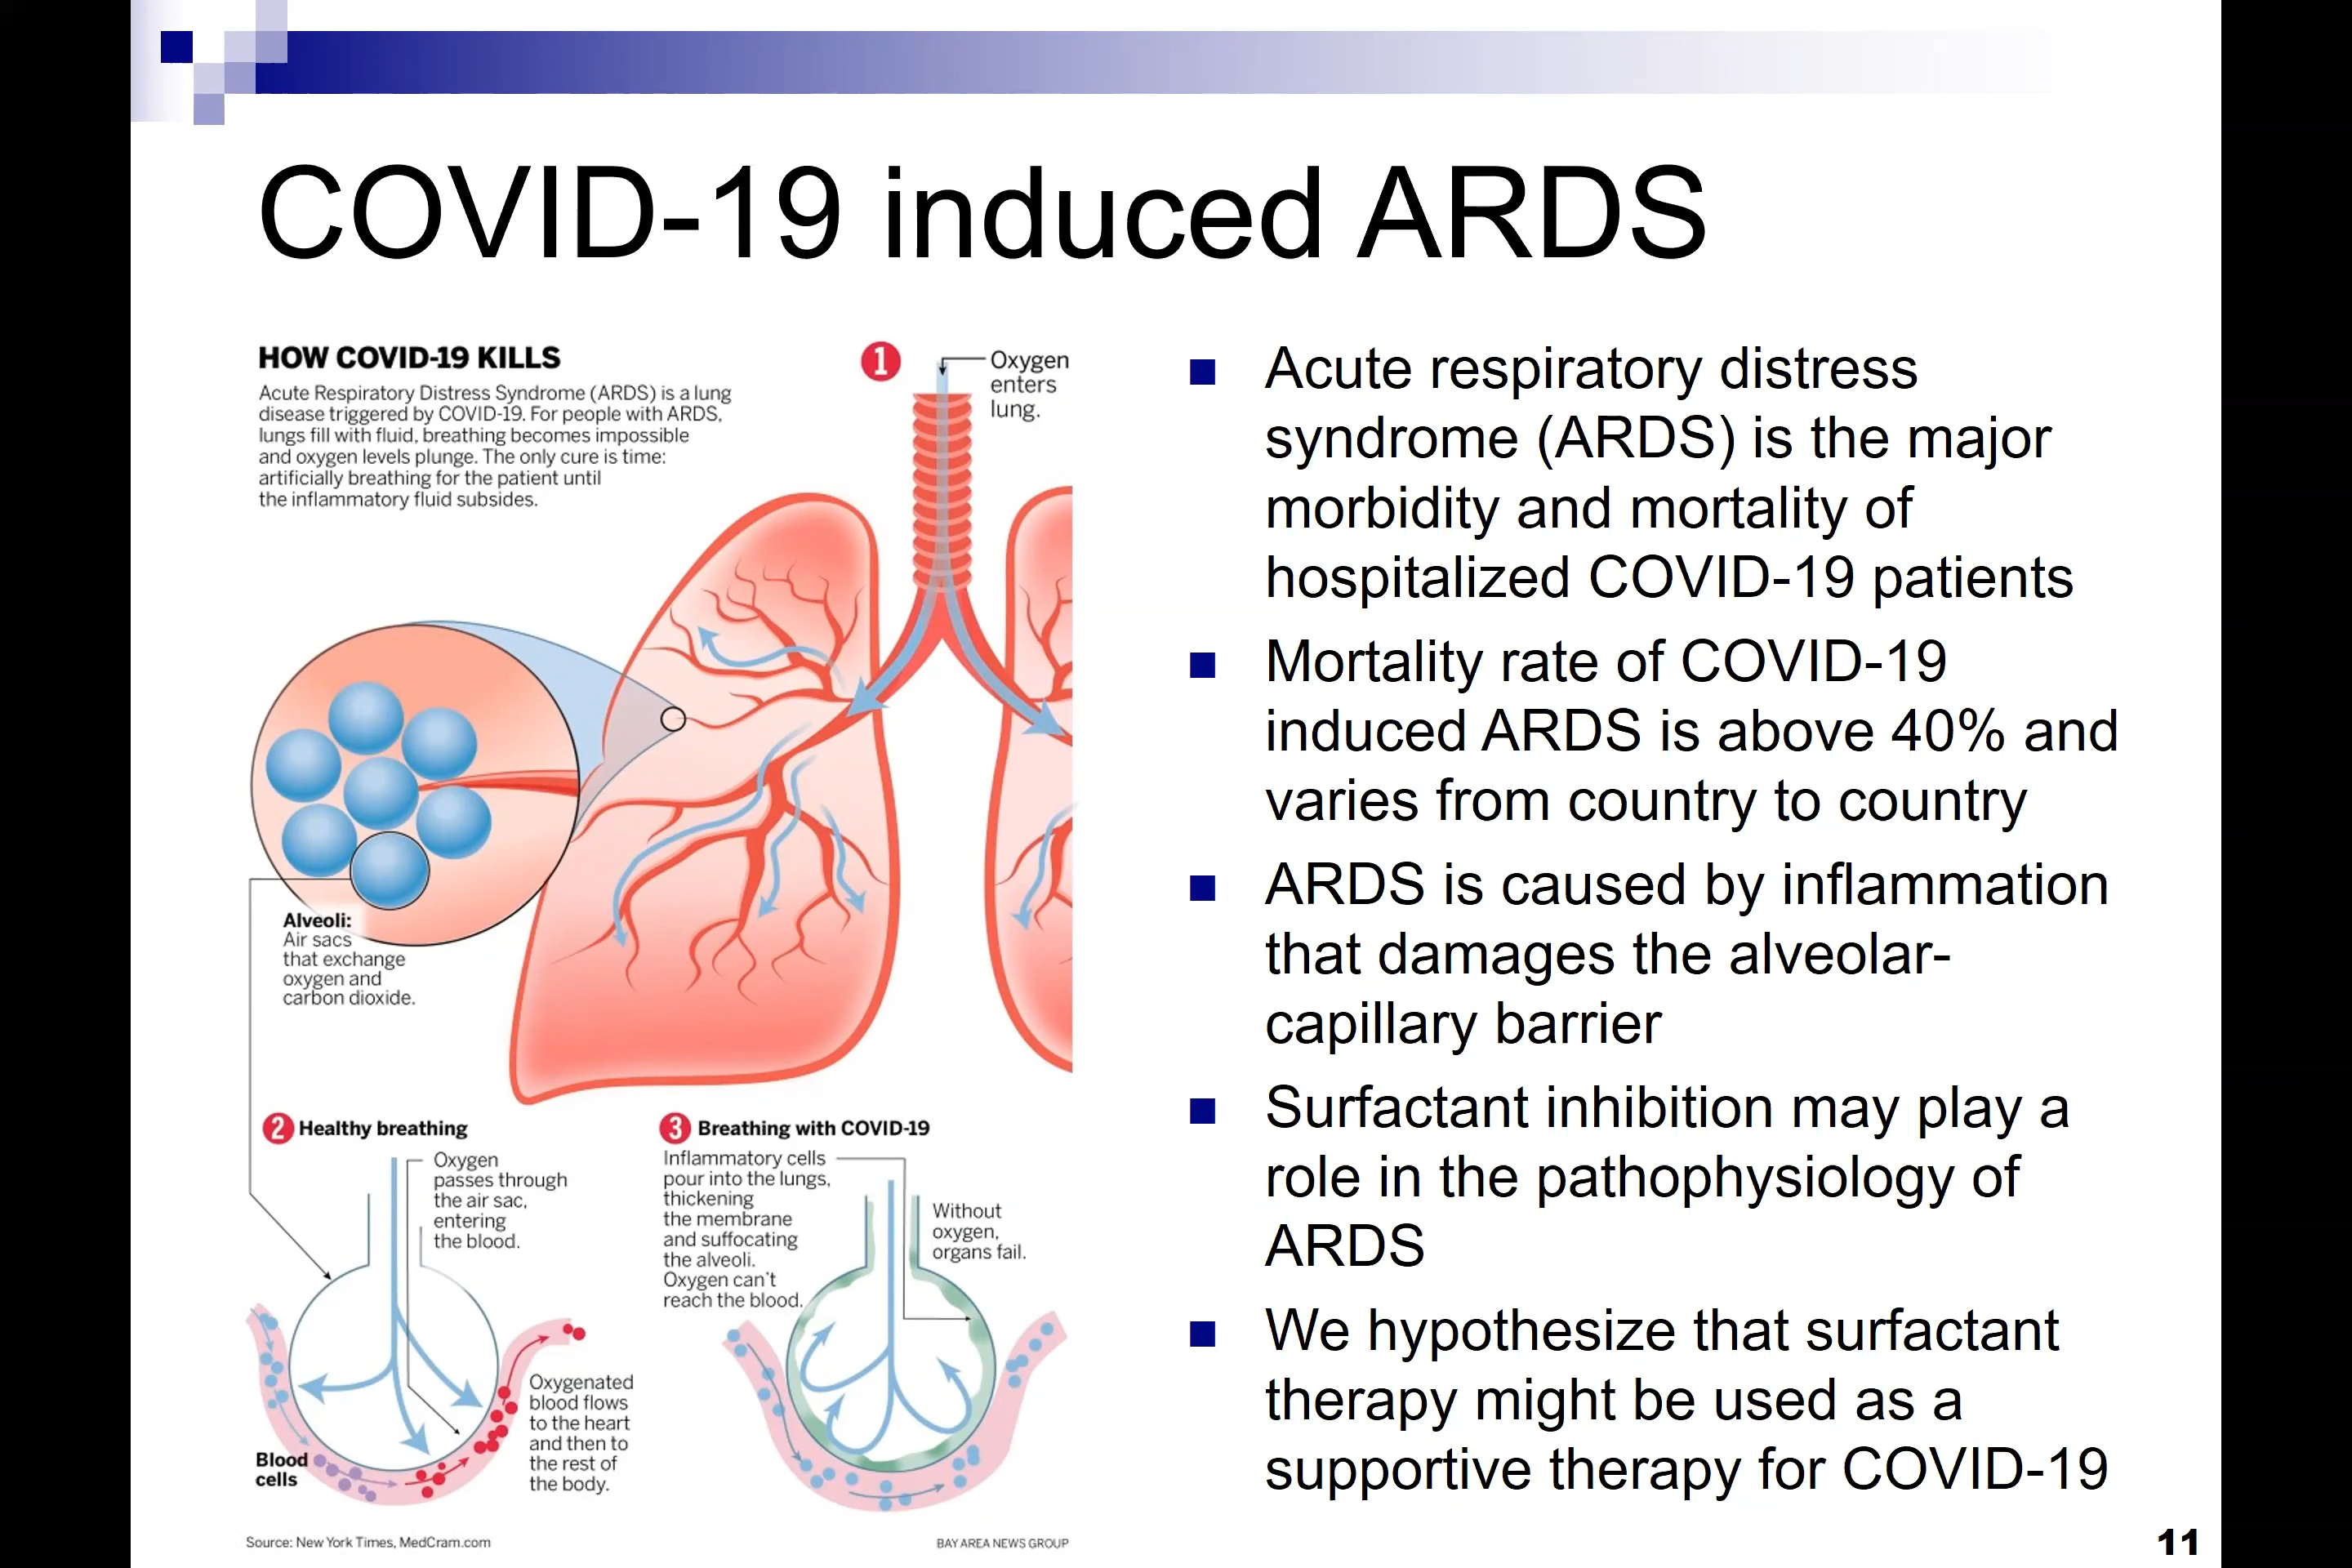 COVID-19 induced ARDS
HOW COVID-19 KILLS
Acute Respiratory Distress Syndrome (ARDS) is a lung
disease triggered by COVID-19. For people with ARDS,
lungs fill with fluid, breathing becomes impossible
and oxygen levels plunge. The only cure is time:
artificially breathing for the patient until
the inflammatory fluid subsides.
1
Oxygen
enters
lung.
Alveoli:
Air sacs
that exchange
oxygen and
carbon dioxide.
2 Healthy breathing
Oxygen
passes through
the air sac,
entering
the blood.
Blood
cells
Oxygenated
blood flows
to the heart
and then to
the rest of
the body.
3 Breathing with COVID-19
Inflammatory cells
pour into the lungs,
thickening
the membrane
and suffocating
the alveoli.
Oxygen can't
reach the blood.
Without
oxygen,
organs fail.
Source: New York Times, MedCram.com
BAY AREA NEWS GROUP
Acute respiratory distress
syndrome (ARDS) is the major
morbidity and mortality of
hospitalized COVID-19 patients
Mortality rate of COVID-19
induced ARDS is above 40% and
varies from country to country
ARDS is caused by inflammation
that damages the alveolar-
capillary barrier
Surfactant inhibition may play a
role in the pathophysiology of
ARDS
We hypothesize that surfactant
therapy might be used as a
supportive therapy for COVID-19
11